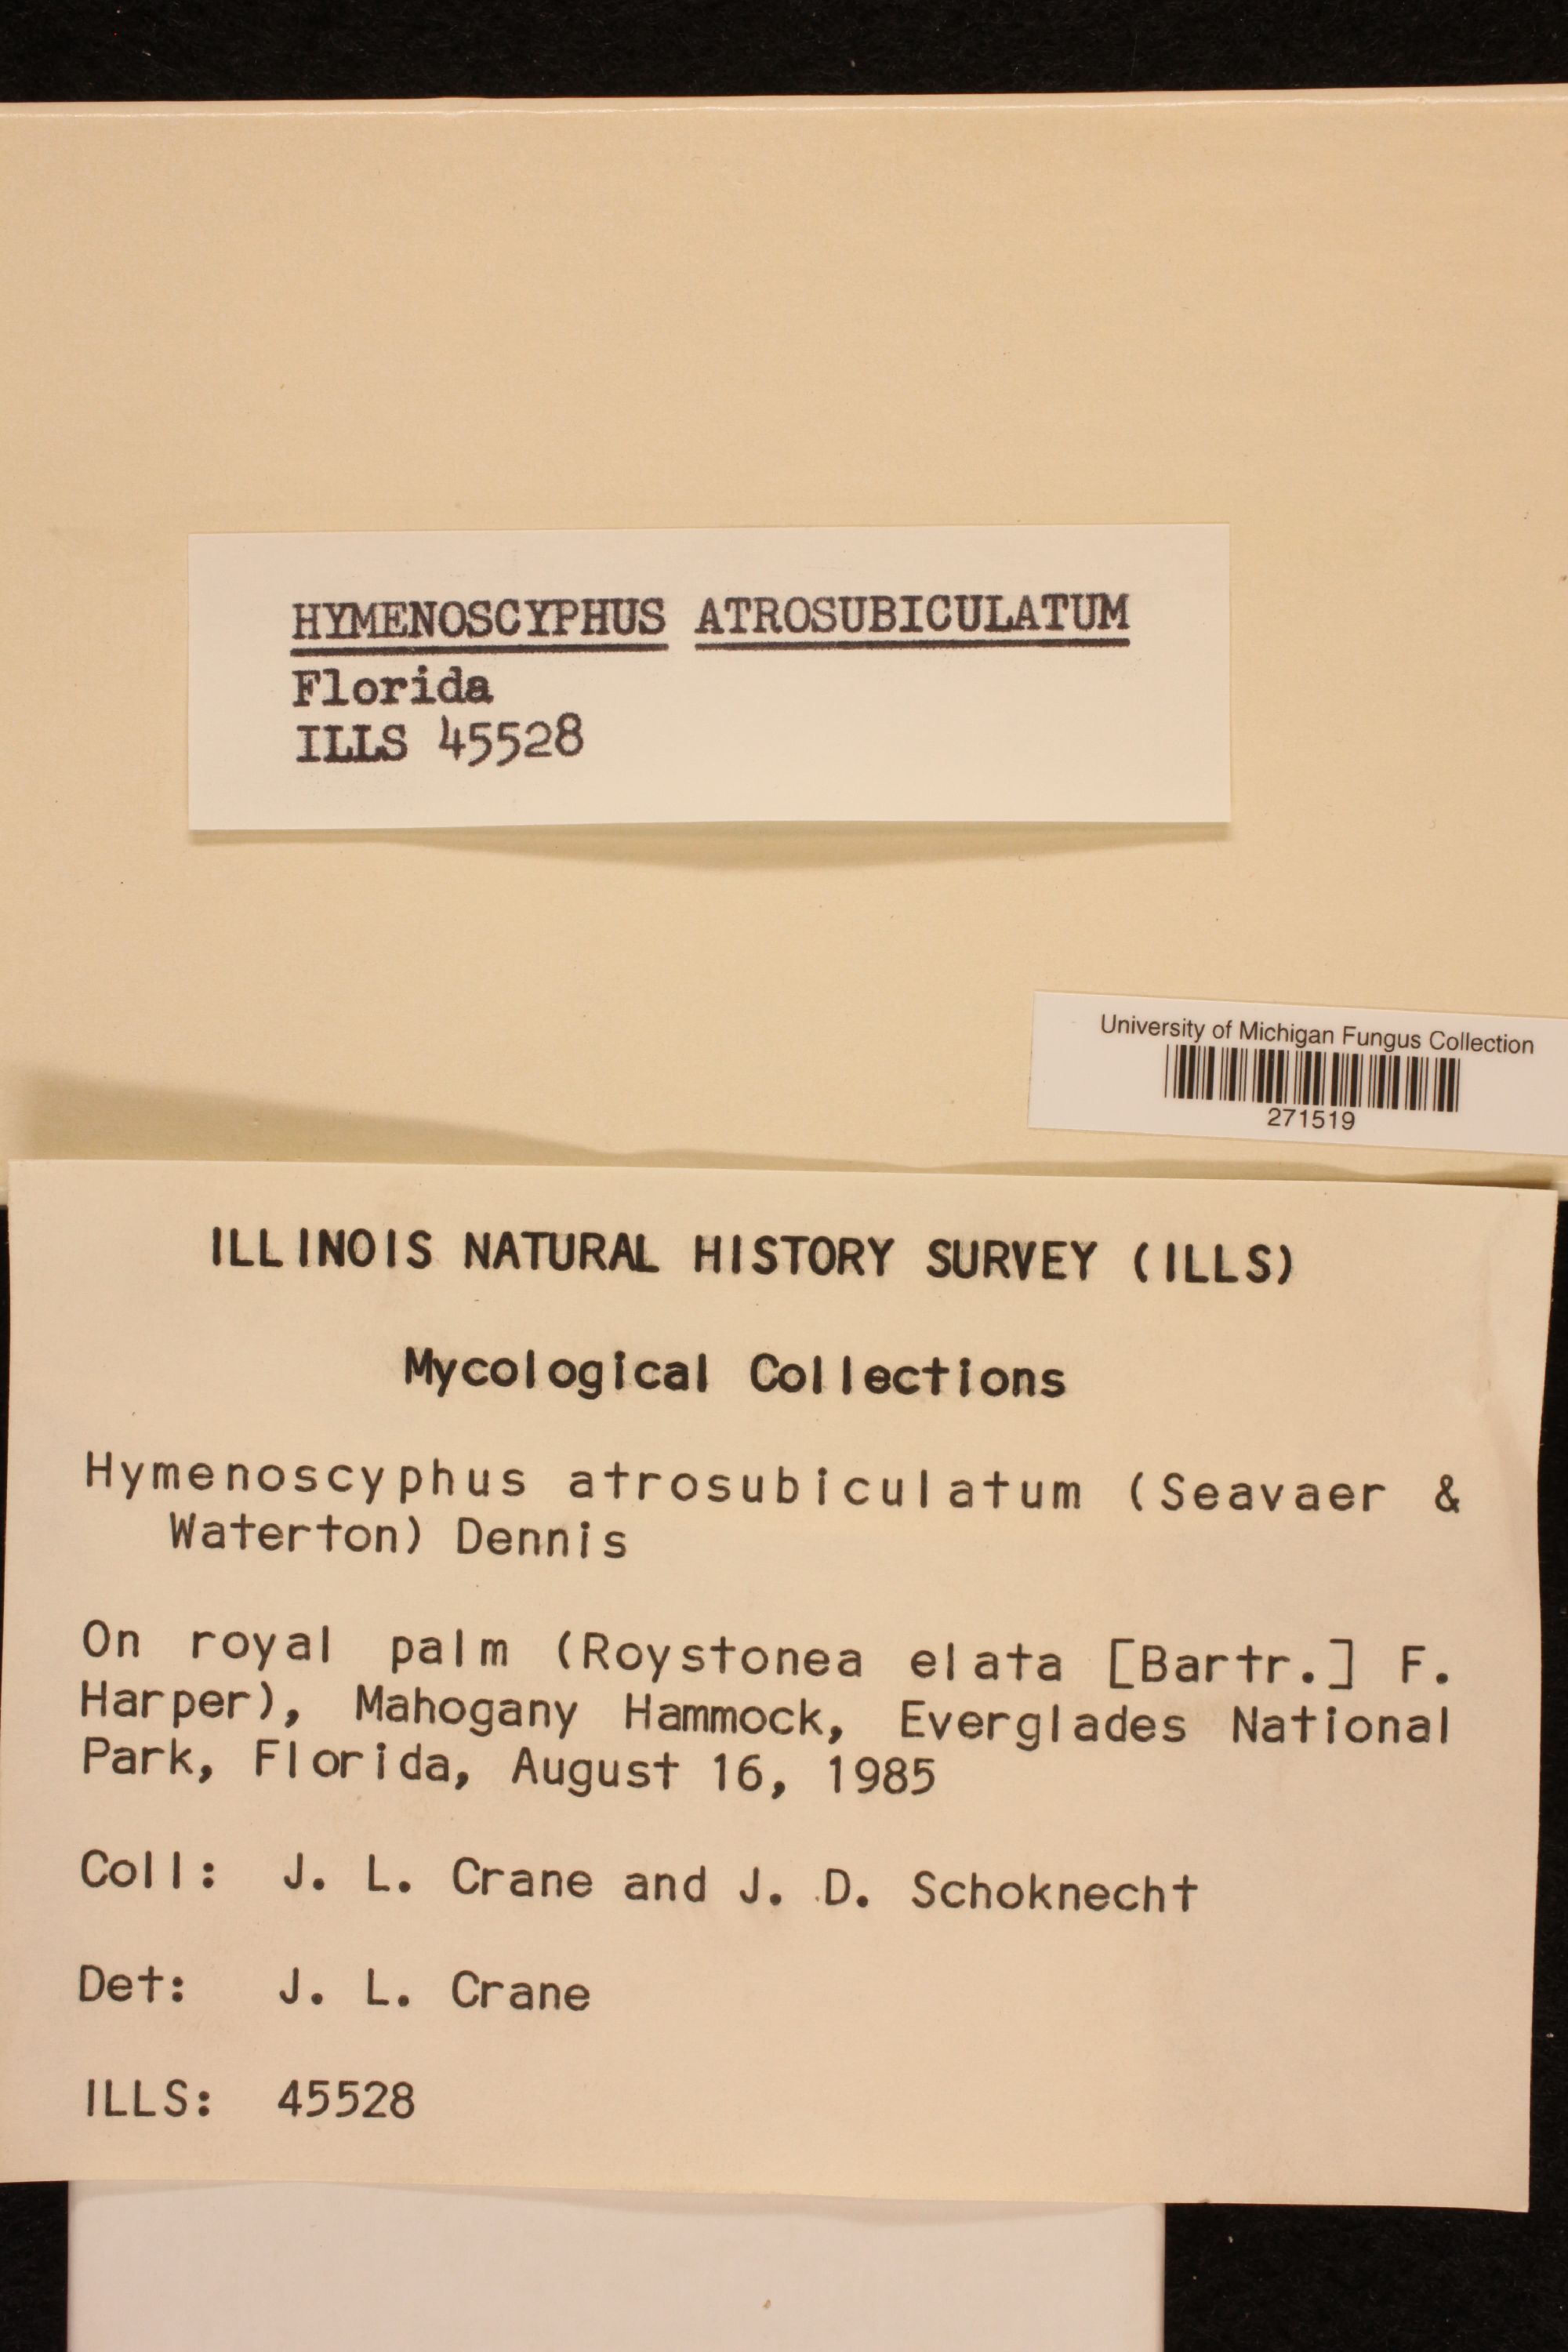 HYMENOSCYPHUS ATROSUBICULATUM
Florida
ILLS 45528
University of Michigan Fungus Collection
271519
ILLINOIS NATURAL HISTORY SURVEY (ILLS)
Mycological Collections
Hymenoscyphus atrosubiculatum (Seavaer &
Waterton) Dennis
On royal palm (Roystonea elata [Bartr.] F.
Harper), Mahogany Hammock, Everglades National
Park, Florida, August 16, 1985
Coll: J. L. Crane and J. D. Schoknecht
Det: J. L. Crane
ILLS: 45528